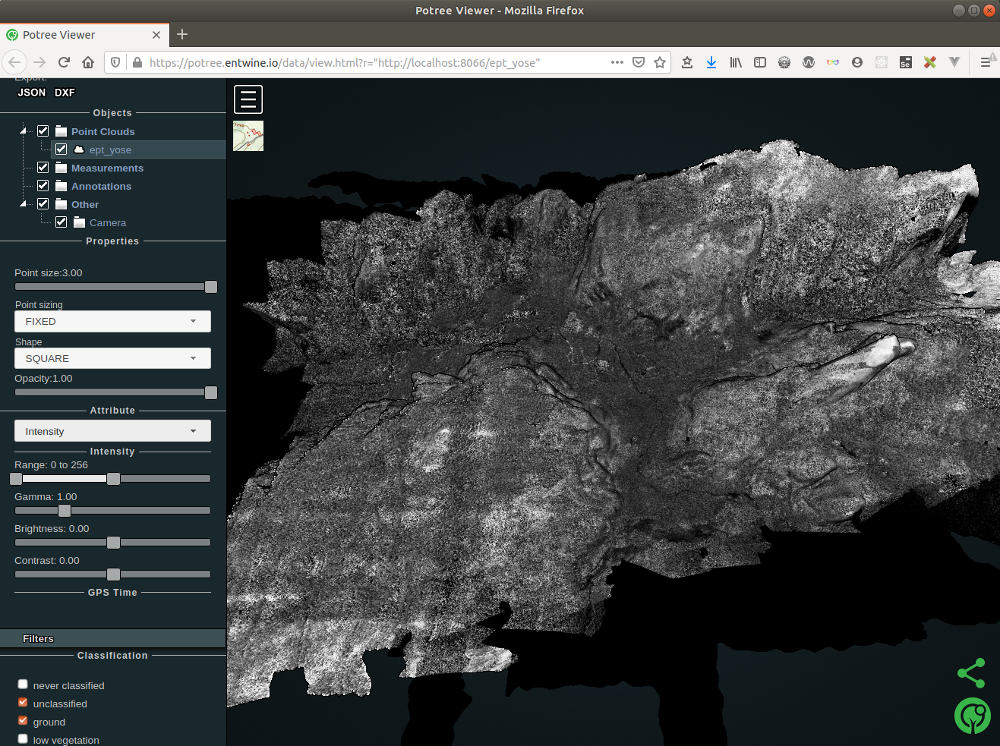 Potree Viewer - Mozilla Firefox
Potree Viewer
https://potree.entwine.io/data/view.html?r="http://localhost:8066/ept_yose"
Export:
JSON DXF
Objects
Point Clouds
ept_yose
Measurements
Annotations
Other
Camera
Properties
Point size:3.00
Point sizing
FIXED
Shape
SQUARE
Opacity:1.00
Attribute
Intensity
Intensity
Range: 0 to 256
Gamma: 1.00
Brightness: 0.00
Contrast: 0.00
GPS Time
Filters
Classification
never classified
unclassified
ground
low vegetation